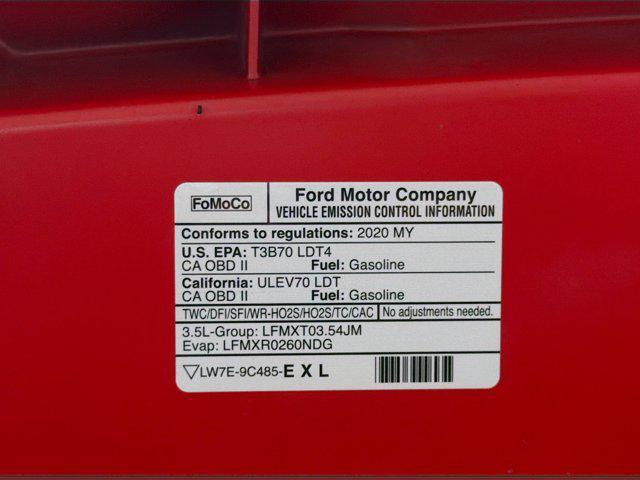 FoMoCo
Ford Motor Company
VEHICLE EMISSION CONTROL INFORMATION
Conforms to regulations: 2020 MY
U.S. EPA: T3B70 LDT4
CA OBD II Fuel: Gasoline
California: ULEV70 LDT
CA OBD II Fuel: Gasoline
TWC/DFI/SFI/WR-HO2S/HO2S/TC/CAC No adjustments needed.
3.5L-Group: LFMXT03.54JM
Evap: LFMXR0260NDG
LW7E-9C485-E X L